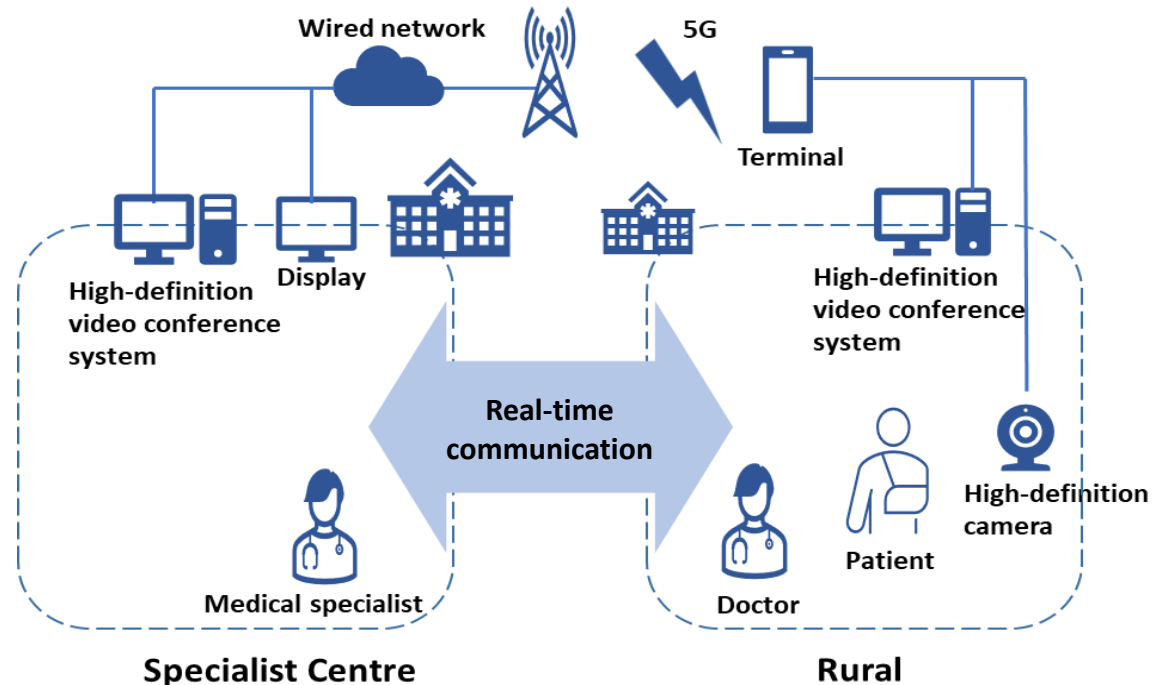 Wired network
5G
Terminal
High-definition
video conference
system
Display
High-definition
video conference
system
Real-time
communication
High-definition
camera
Patient
Medical specialist
Doctor
Specialist Centre
Rural